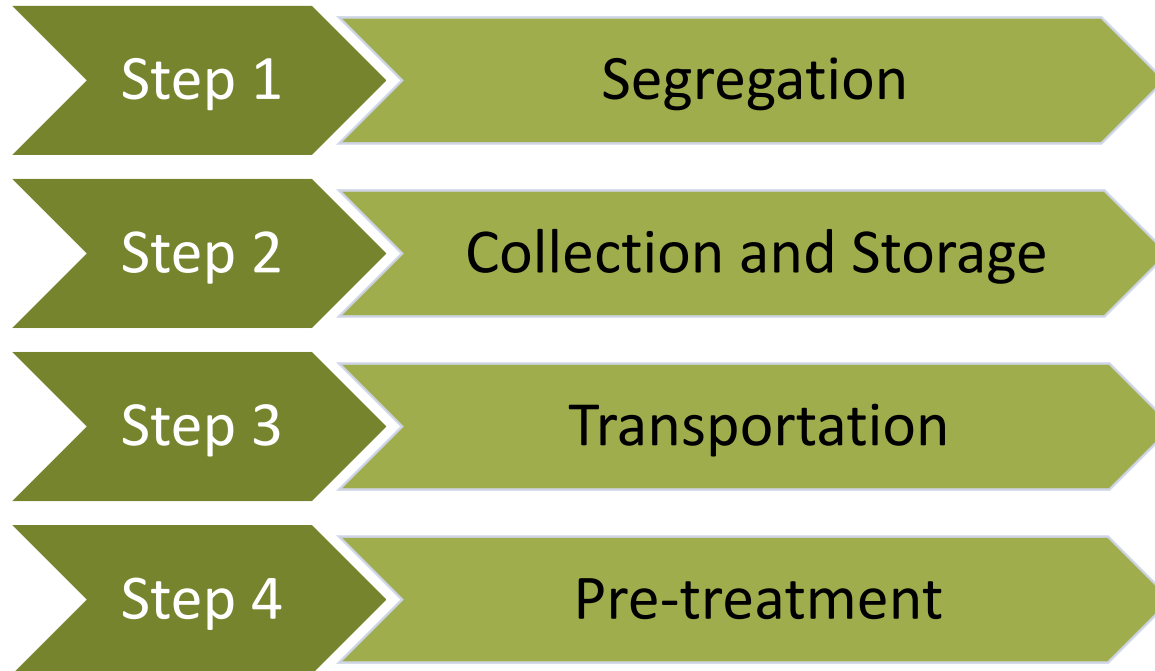 Step 1
Segregation
Step 2
Collection and Storage
Step 3
Transportation
Step 4
Pre-treatment